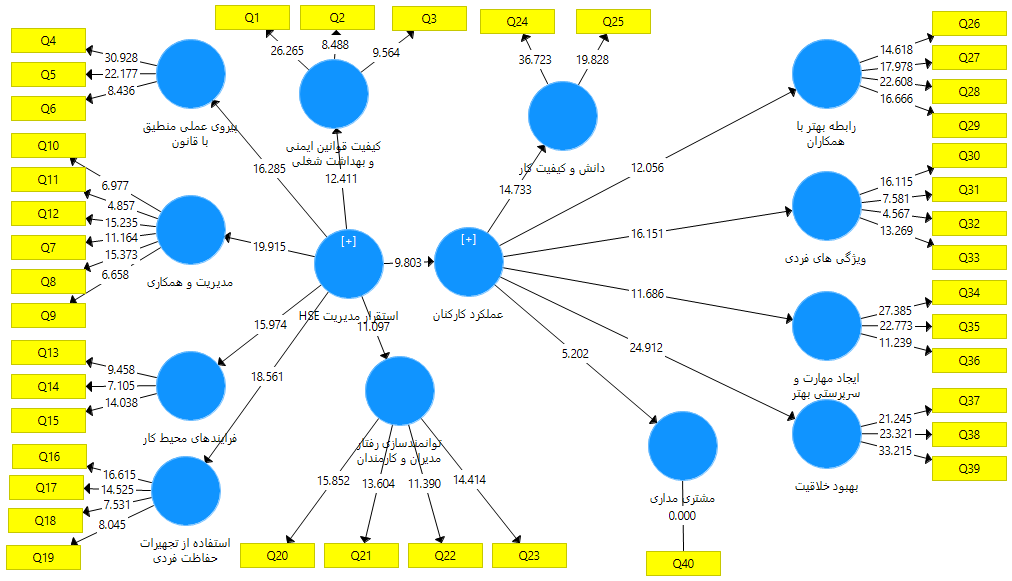 Q1
Q2
Q3
Q24
Q25
Q26
Q4
30.928
26.265
8.488
9.564
36.723
19.828
14.618
Q27
Q5
22.177
17.978
Q28
Q6
8.436
22.608
16.666
Q29
پیروی عملی منطبق
با قانون
کیفیت قوانین ایمنی
و بهداشت شغلی
دانش و کیفیت کار
رابطه بهتر با
همکاران
Q10
16.285
12.411
14.733
12.056
Q30
Q11
6.977
16.115
Q31
4.857
7.581
Q12
15.235
4.567
Q32
Q7
11.164
13.269
Q33
15.373
19.915
[+]
9.803
[+]
16.151
Q8
6.658
مدیریت و همکاری
ویژگی های فردی
Q9
استقرار مدیریت HSE
عملکرد کارکنان
11.686
Q34
27.385
Q35
22.773
11.239
Q36
15.974
11.097
5.202
24.912
Q13
9.458
Q14
7.105
Q15
14.038
18.561
ایجاد مهارت و
سرپرستی بهتر
فرایندهای محیط کار
توانمندسازی رفتار
مدیران و کارمندان
Q37
21.245
Q38
23.321
33.215
Q39
Q16
16.615
Q17
14.525
7.531
Q18
8.045
Q19
15.852
13.604
11.390
14.414
بهبود خلاقیت
مشتری مداری
0.000
استفاده از تجهیزات
حفاظت فردی
Q20
Q21
Q22
Q23
Q40